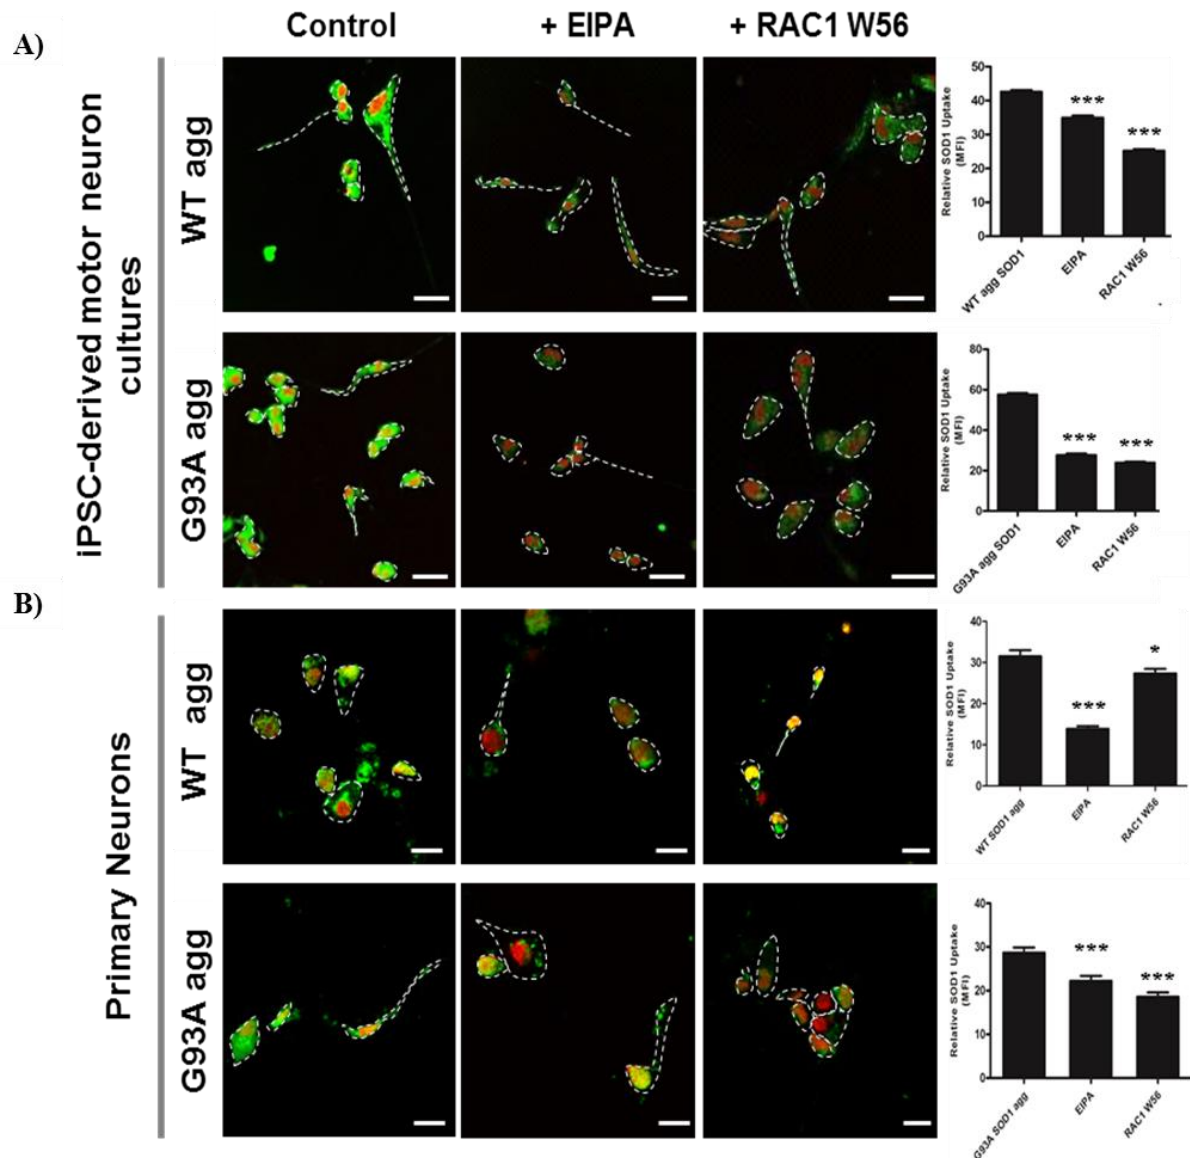 Control
+ EIPA
+ RAC1 W56
A)
iPSC-derived motor neuron
cultures
WT agg
Relative SOD1 Uptake
(MFI)
50
40
30
20
10
0
***
***
WT agg SOD1
EIPA
RAC1 W56
G93A agg
Relative SOD1 Uptake
(MFI)
80
60
40
20
0
***
***
G93A agg SOD1
EIPA
RAC1 W56
B)
Primary Neurons
WT agg
Relative SOD1 Uptake
(MFI)
40
30
20
10
0
***
*
WT SOD1 agg
EIPA
RAC1 W56
G93A agg
Relative SOD1 Uptake
(MFI)
40
30
20
10
0
***
***
G93A SOD1 agg
EIPA
RAC1 W56